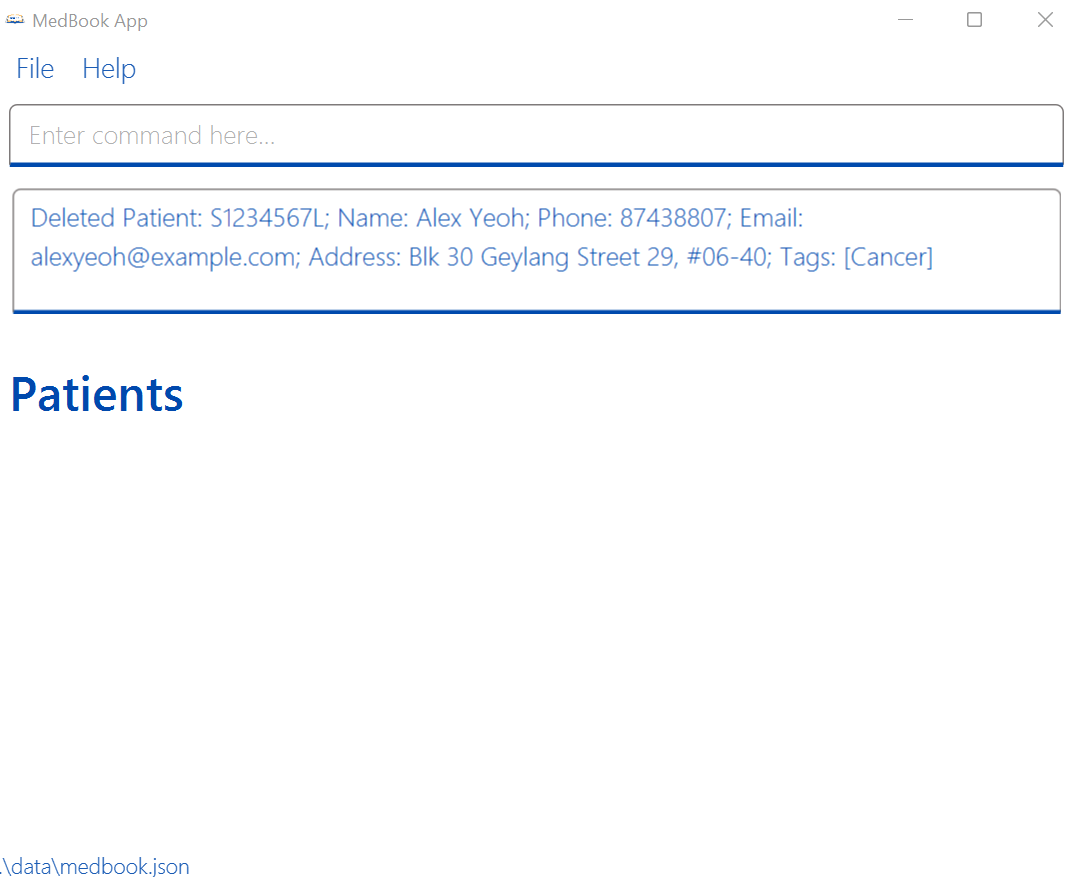 MedBook App
File Help
Enter command here...
Deleted Patient: S1234567L; Name: Alex Yeoh; Phone: 87438807; Email:
alexyeoh@example.com; Address: Blk 30 Geylang Street 29, #06-40; Tags: [Cancer]
Patients
.\data\medbook.json